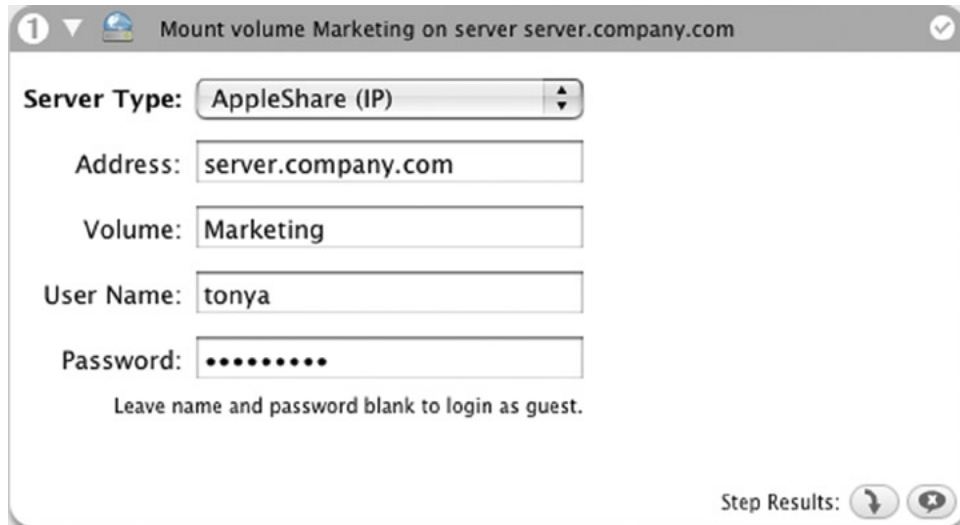 1 Mount volume Marketing on server server.company.com
Server Type: AppleShare (IP)
Address: server.company.com
Volume: Marketing
User Name: tonya
Password: •••••••••
Leave name and password blank to login as guest.
Step Results: